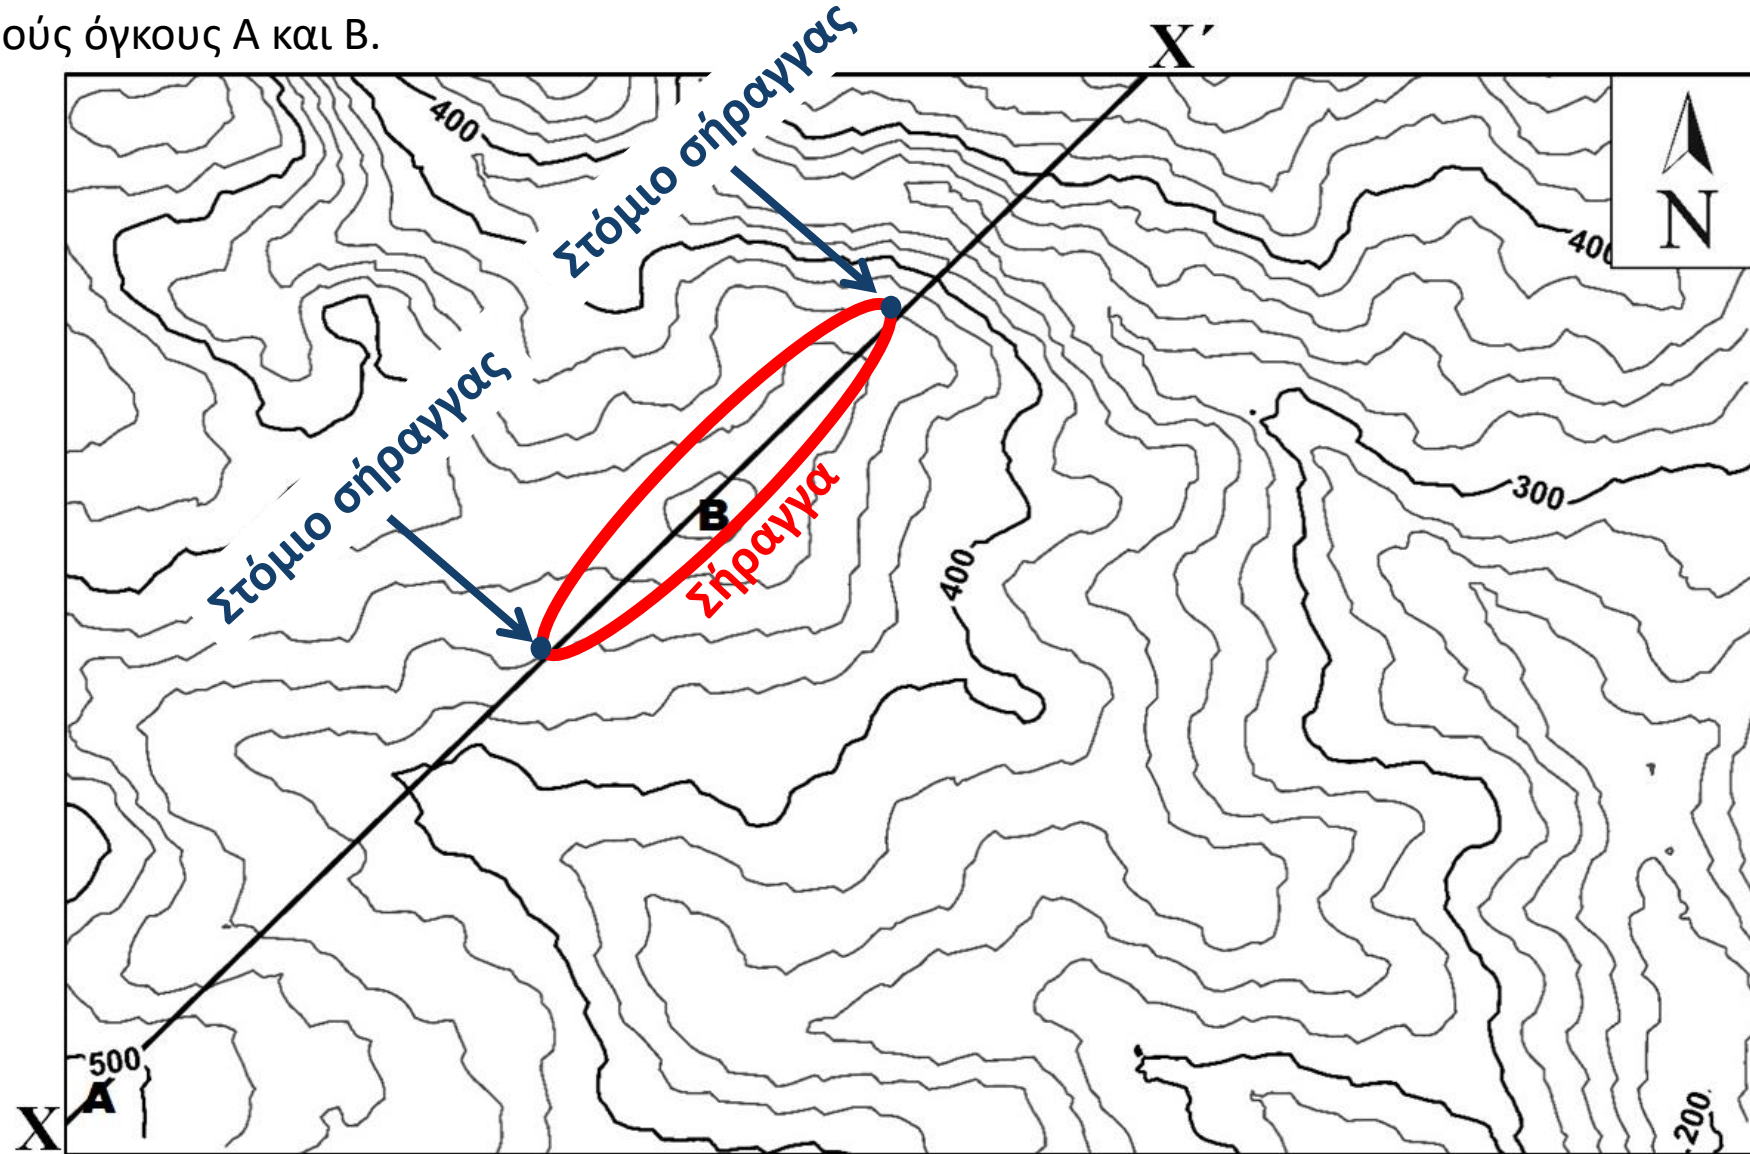 ούς όγκους Α και Β.
X´
400
Στόμιο σήραγγας
N
400
Στόμιο σήραγγας
300
B
Σήραγγα
400
500
A
X
200